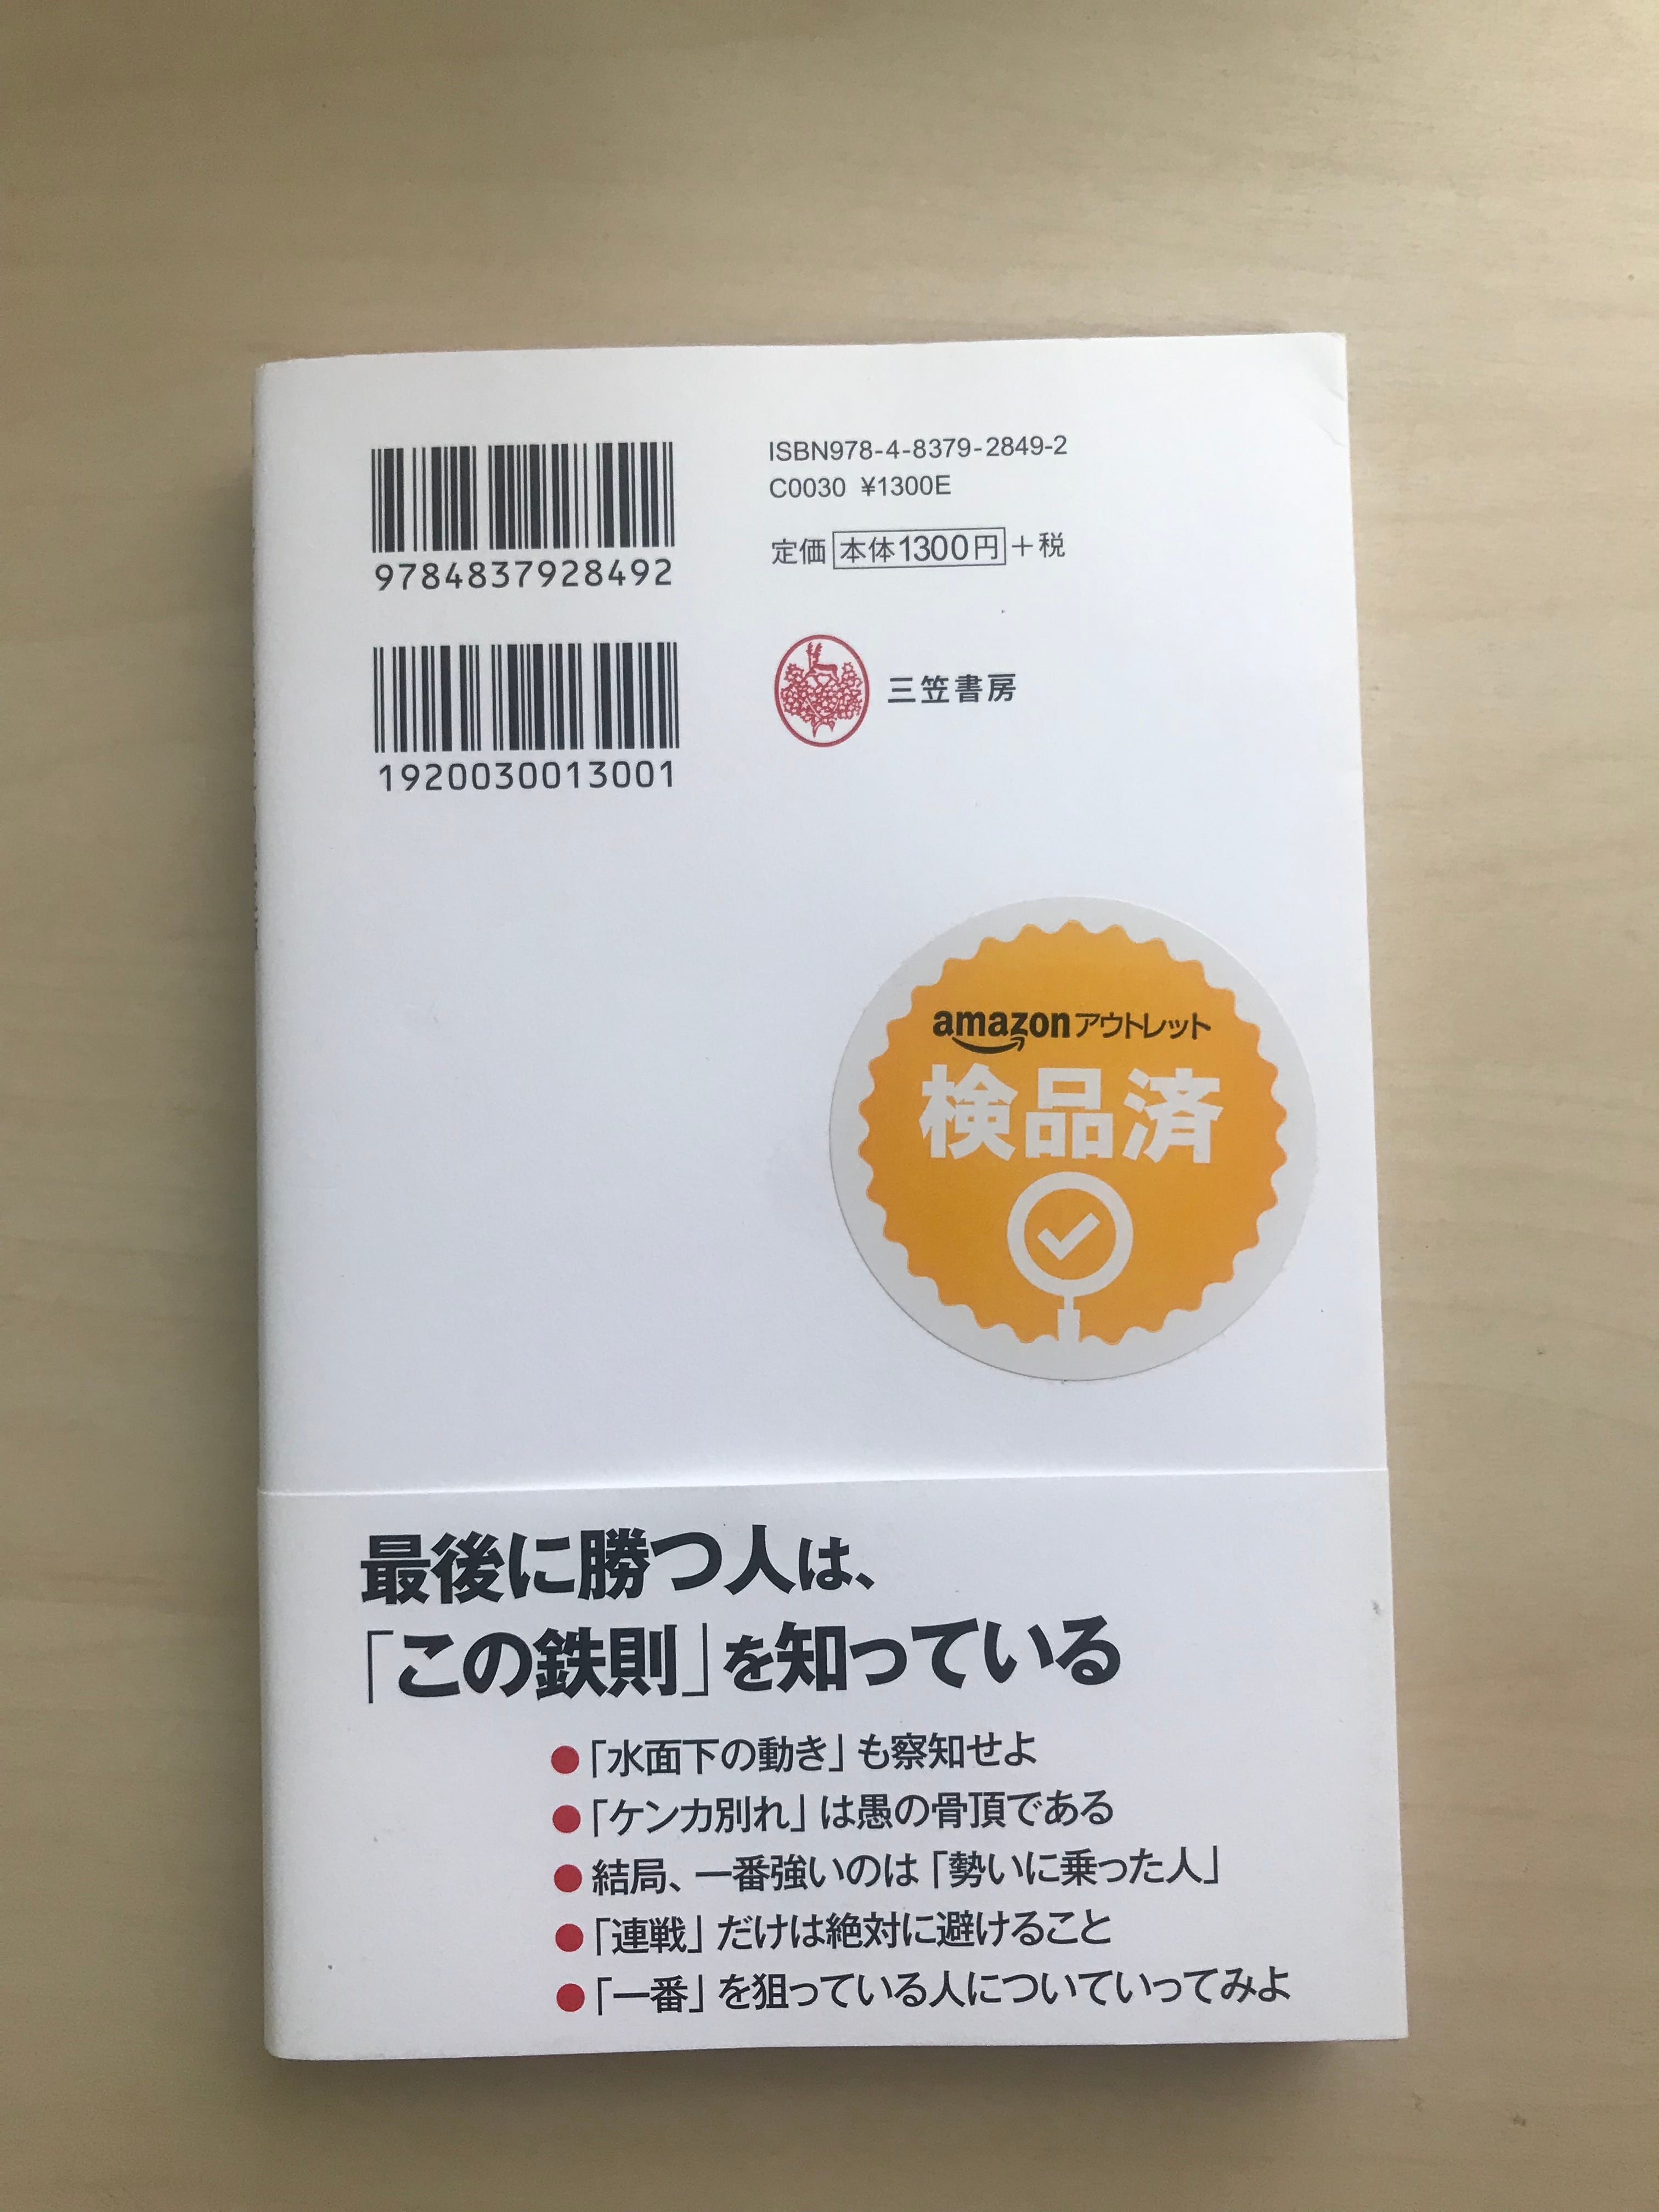 9784837928492
ISBN978-4-8379-2849-2
C0030 ¥1300E
定価 本体1300円+税
1920030013001
三笠書房
amazonアウトレット
検品済
最後に勝つ人は、
「この鉄則」を知っている
●「水面下の動き」も察知せよ
●「ケンカ別れ」は愚の骨頂である
●結局、一番強いのは「勢いに乗った人」
●「連戦」だけは絶対に避けること
●「一番」を狙っている人についていってみよ